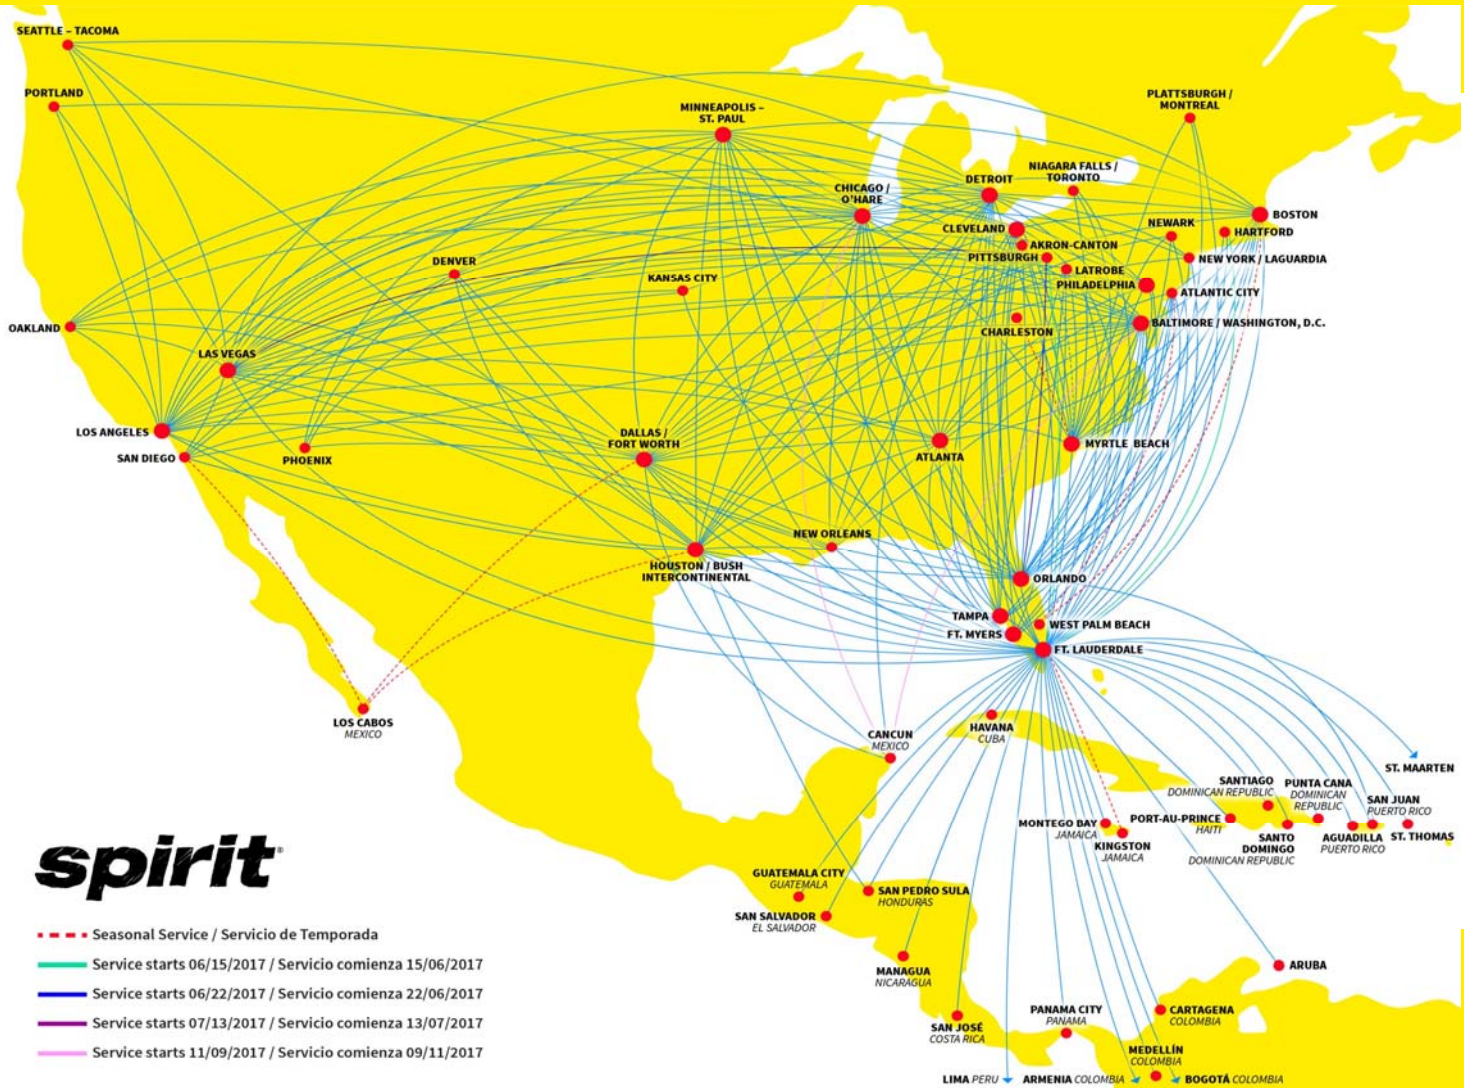 SEATTLE – TACOMA
PORTLAND
MINNEAPOLIS –
ST. PAUL
PLATTSBURGH /
MONTREAL
CHICAGO /
O'HARE
DETROIT
NIAGARA FALLS /
TORONTO
BOSTON
NEWARK
HARTFORD
CLEVELAND
AKRON-CANTON
PITTSBURGH
NEW YORK / LAGUARDIA
LATROBE
PHILADELPHIA
ATLANTIC CITY
DENVER
KANSAS CITY
OAKLAND
CHARLESTON
BALTIMORE / WASHINGTON, D.C.
LAS VEGAS
LOS ANGELES
SAN DIEGO
PHOENIX
DALLAS /
FORT WORTH
ATLANTA
MYRTLE BEACH
NEW ORLEANS
HOUSTON / BUSH
INTERCONTINENTAL
ORLANDO
TAMPA
WEST PALM BEACH
FT. MYERS
FT. LAUDERDALE
LOS CABOS
MEXICO
CANCUN
MEXICO
HAVANA
CUBA
ST. MAARTEN
SANTIAGO
DOMINICAN REPUBLIC
PUNTA CANA
DOMINICAN
REPUBLIC
SAN JUAN
PUERTO RICO
MONTEGO BAY
JAMAICA
KINGSTON
JAMAICA
PORT-AU-PRINCE
HAITI
SANTO
DOMINGO
DOMINICAN REPUBLIC
AGUADILLA
PUERTO RICO
ST. THOMAS
GUATEMALA CITY
GUATEMALA
SAN PEDRO SULA
HONDURAS
SAN SALVADOR
EL SALVADOR
MANAGUA
NICARAGUA
ARUBA
SAN JOSÉ
COSTA RICA
PANAMA CITY
PANAMA
CARTAGENA
COLOMBIA
MEDELLÍN
COLOMBIA
LIMA PERU
ARMENIA COLOMBIA
BOGOTÁ COLOMBIA
spirit
Seasonal Service / Servicio de Temporada
Service starts 06/15/2017 / Servicio comienza 15/06/2017
Service starts 06/22/2017 / Servicio comienza 22/06/2017
Service starts 07/13/2017 / Servicio comienza 13/07/2017
Service starts 11/09/2017 / Servicio comienza 09/11/2017